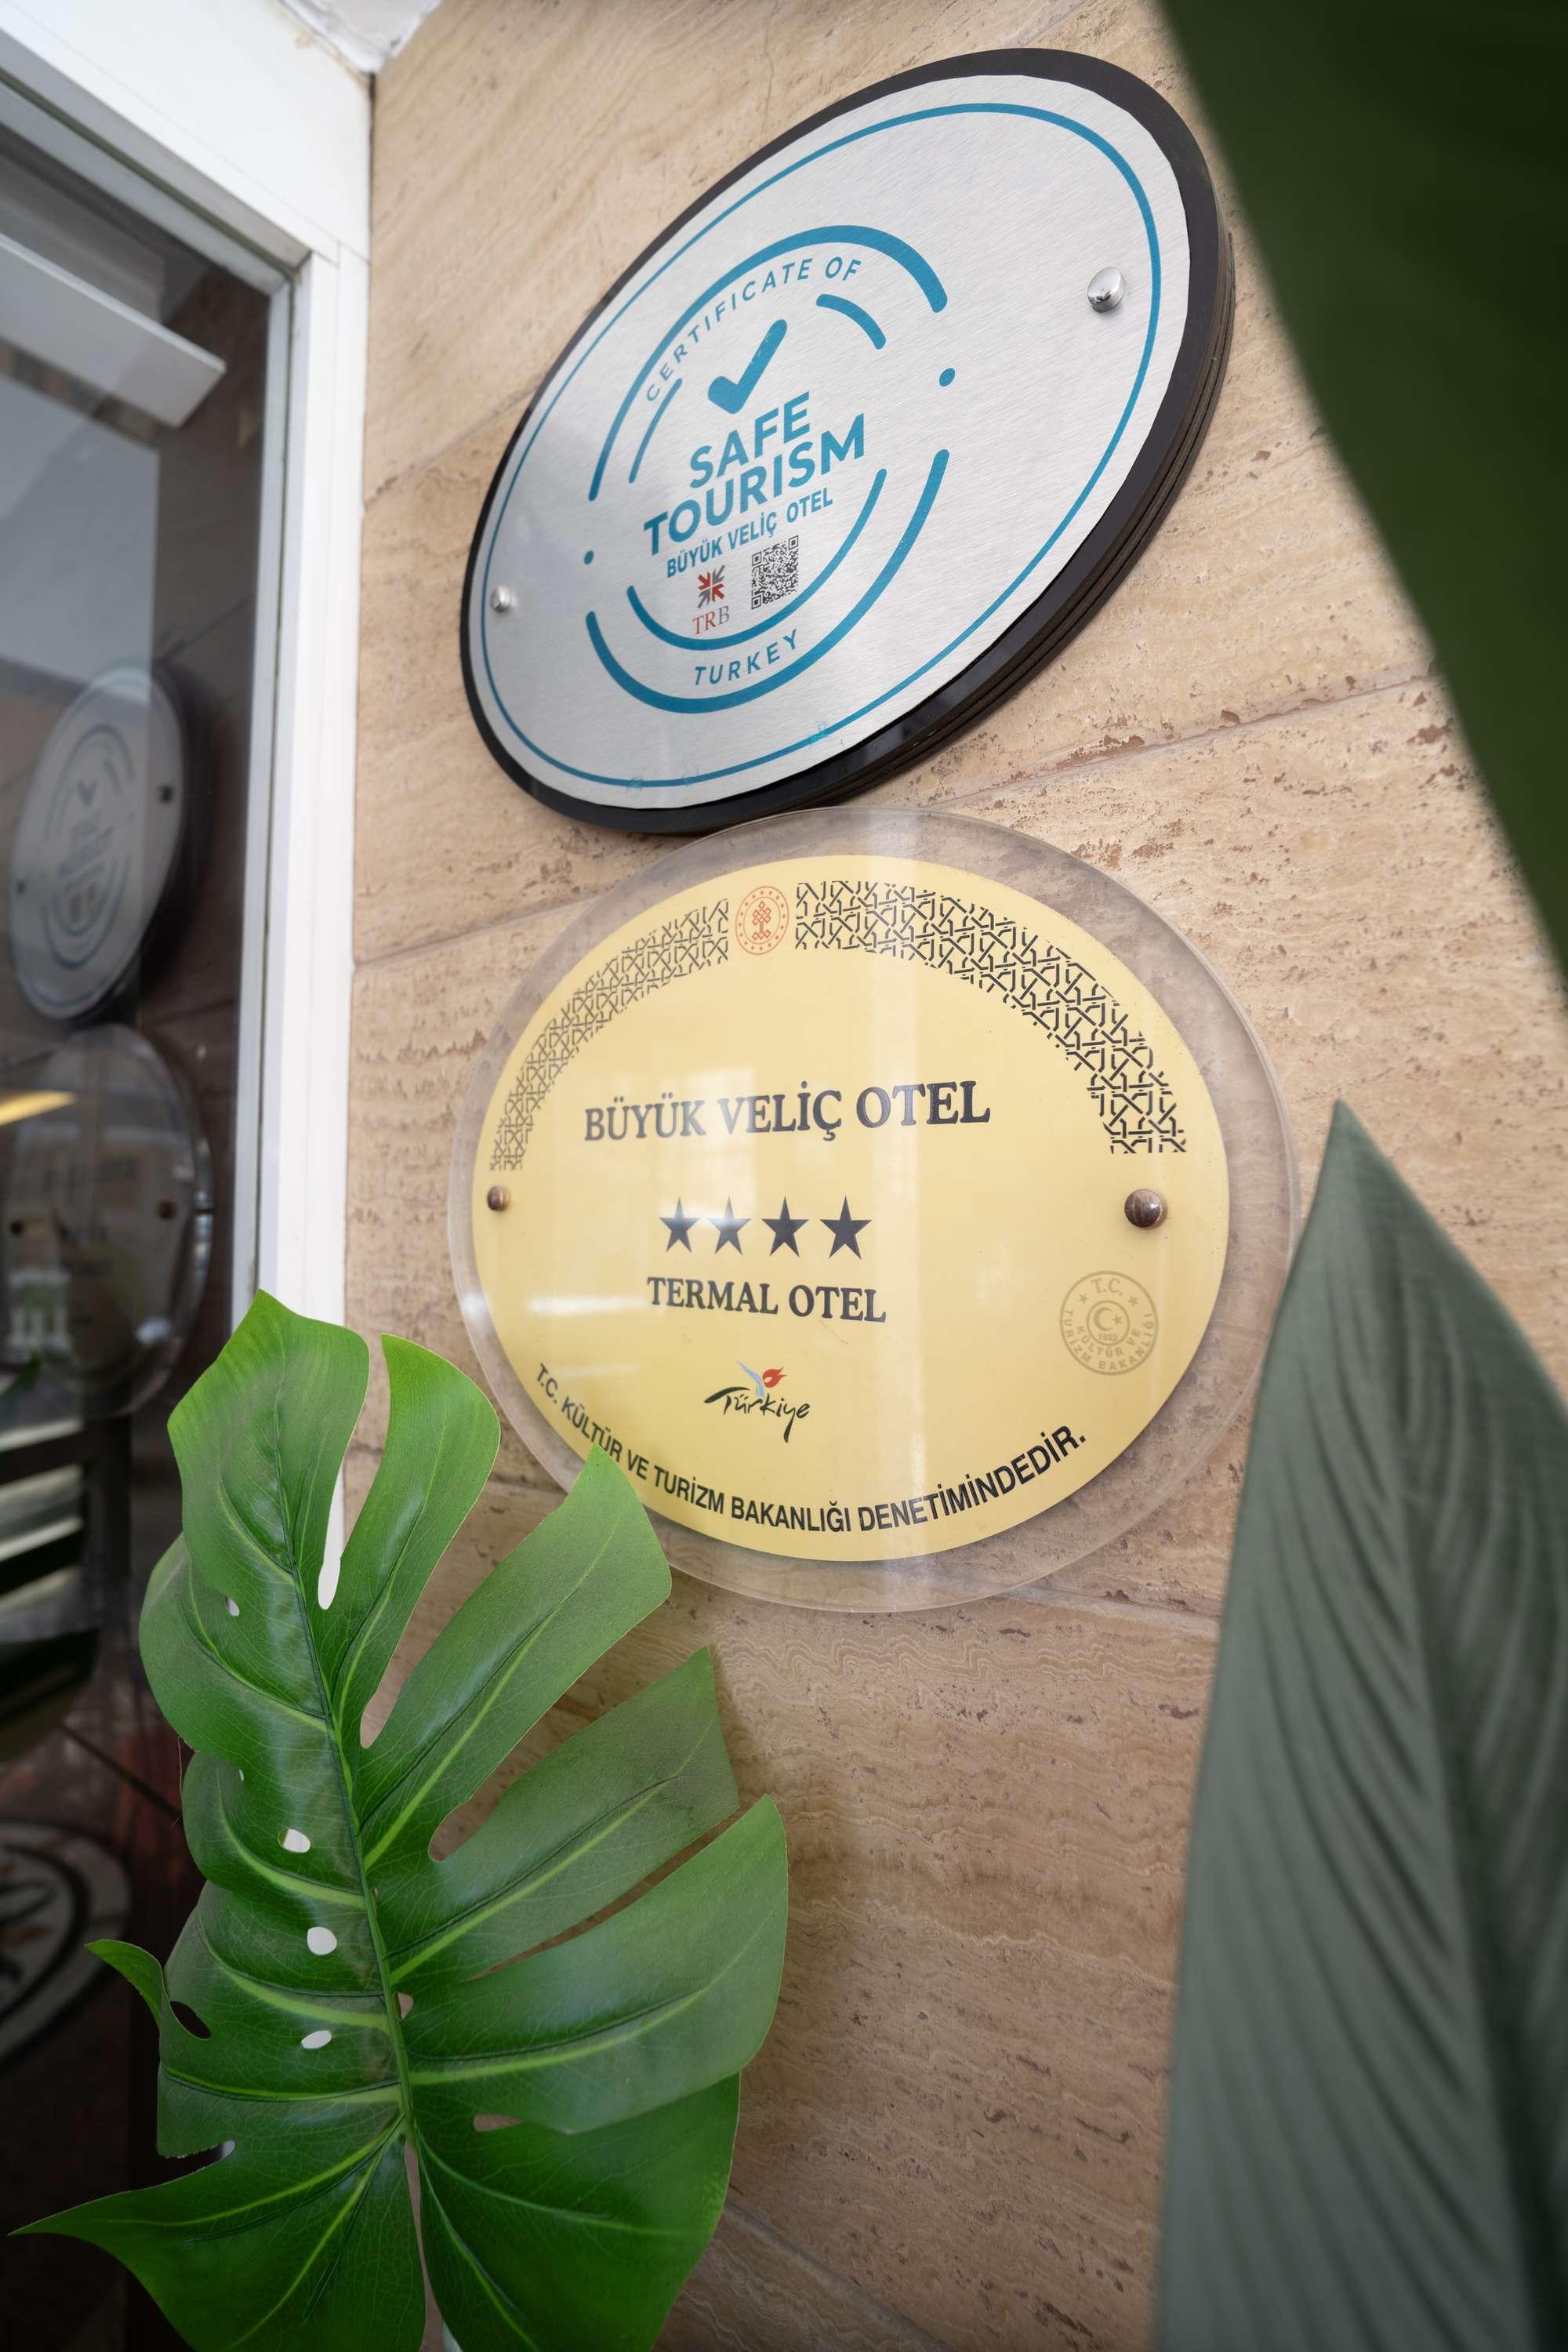 CERTIFICATE OF
SAFE
TOURISM
BÜYÜK VELİÇ OTEL
TRB
TURKEY
BÜYÜK VELİÇ OTEL
★★★★
TERMAL OTEL
T.C.
KÜLTÜR VE
TURİZM BAKANLIĞI
1923
Türkiye
T.C. KÜLTÜR VE TURİZM BAKANLIĞI DENETİMİNDEDİR.